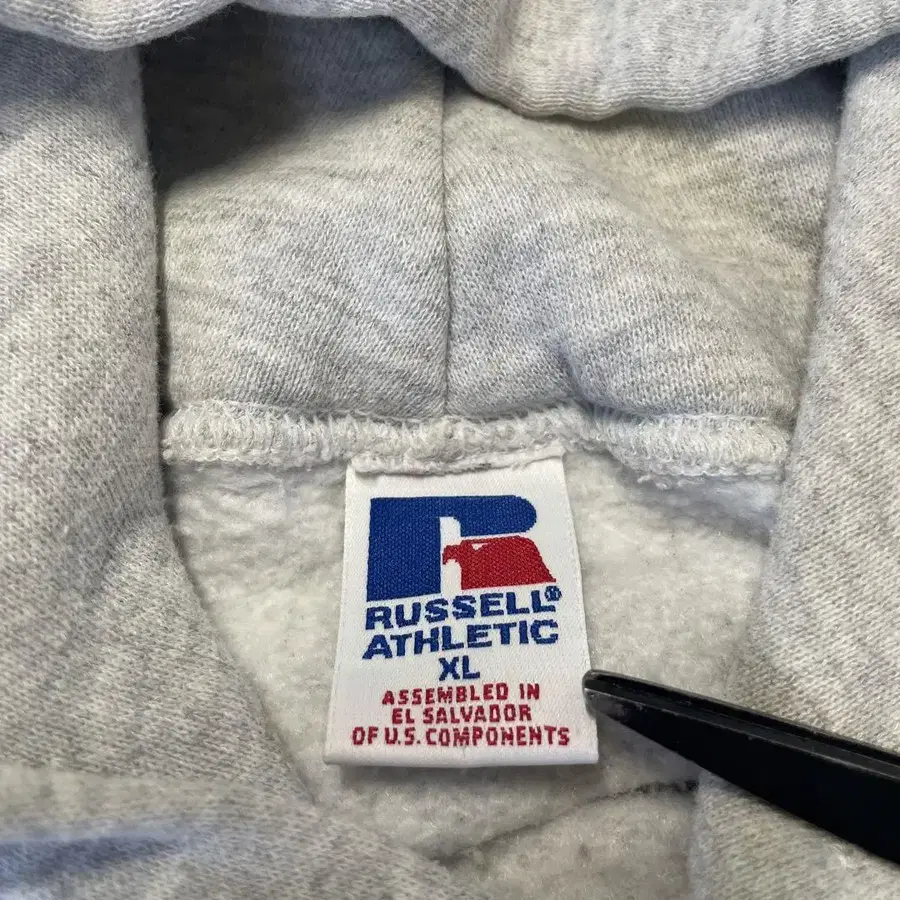 RUSSELL®
ATHLETIC
XL
ASSEMBLED IN
EL SALVADOR
OF U.S. COMPONENTS